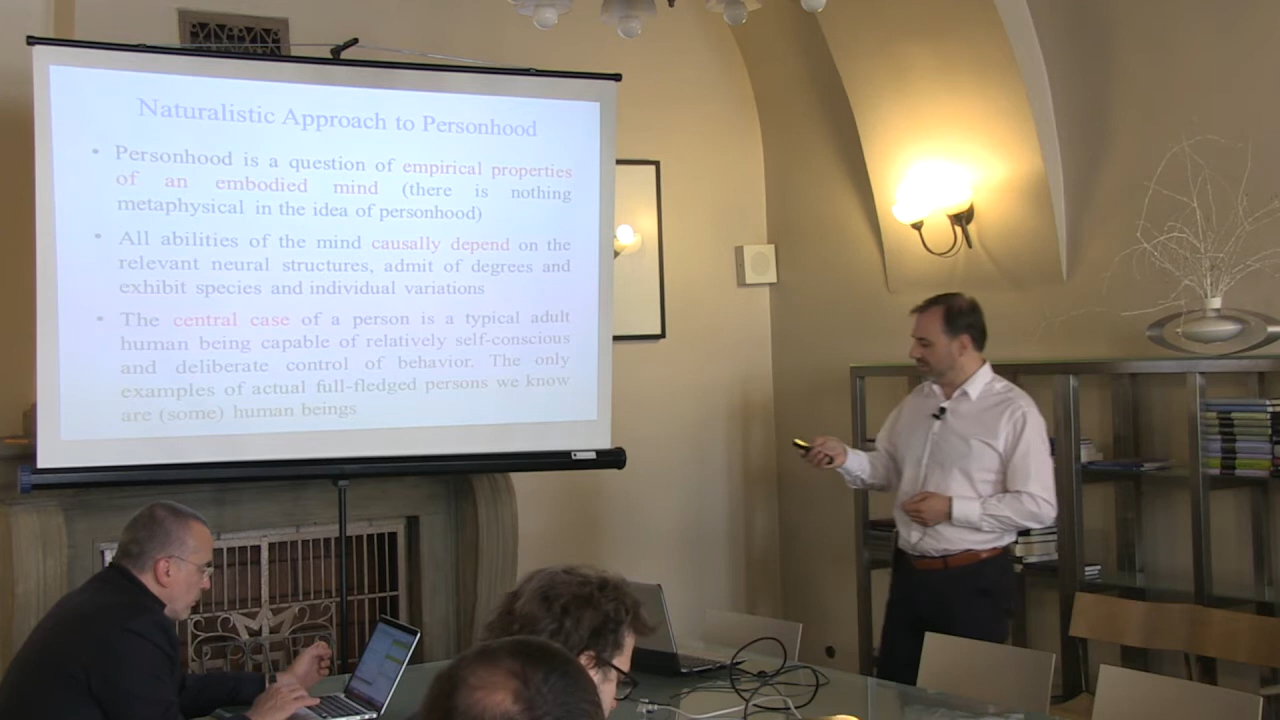 Naturalistic Approach to Personhood
• Personhood is a question of empirical properties
of an embodied mind (there is nothing
metaphysical in the idea of personhood)
• All abilities of the mind causally depend on the
relevant neural structures, admit of degrees and
exhibit species and individual variations
• The central case of a person is a typical adult
human being capable of relatively self-conscious
and deliberate control of behavior. The only
examples of actual full-fledged persons we know
are (some) human beings